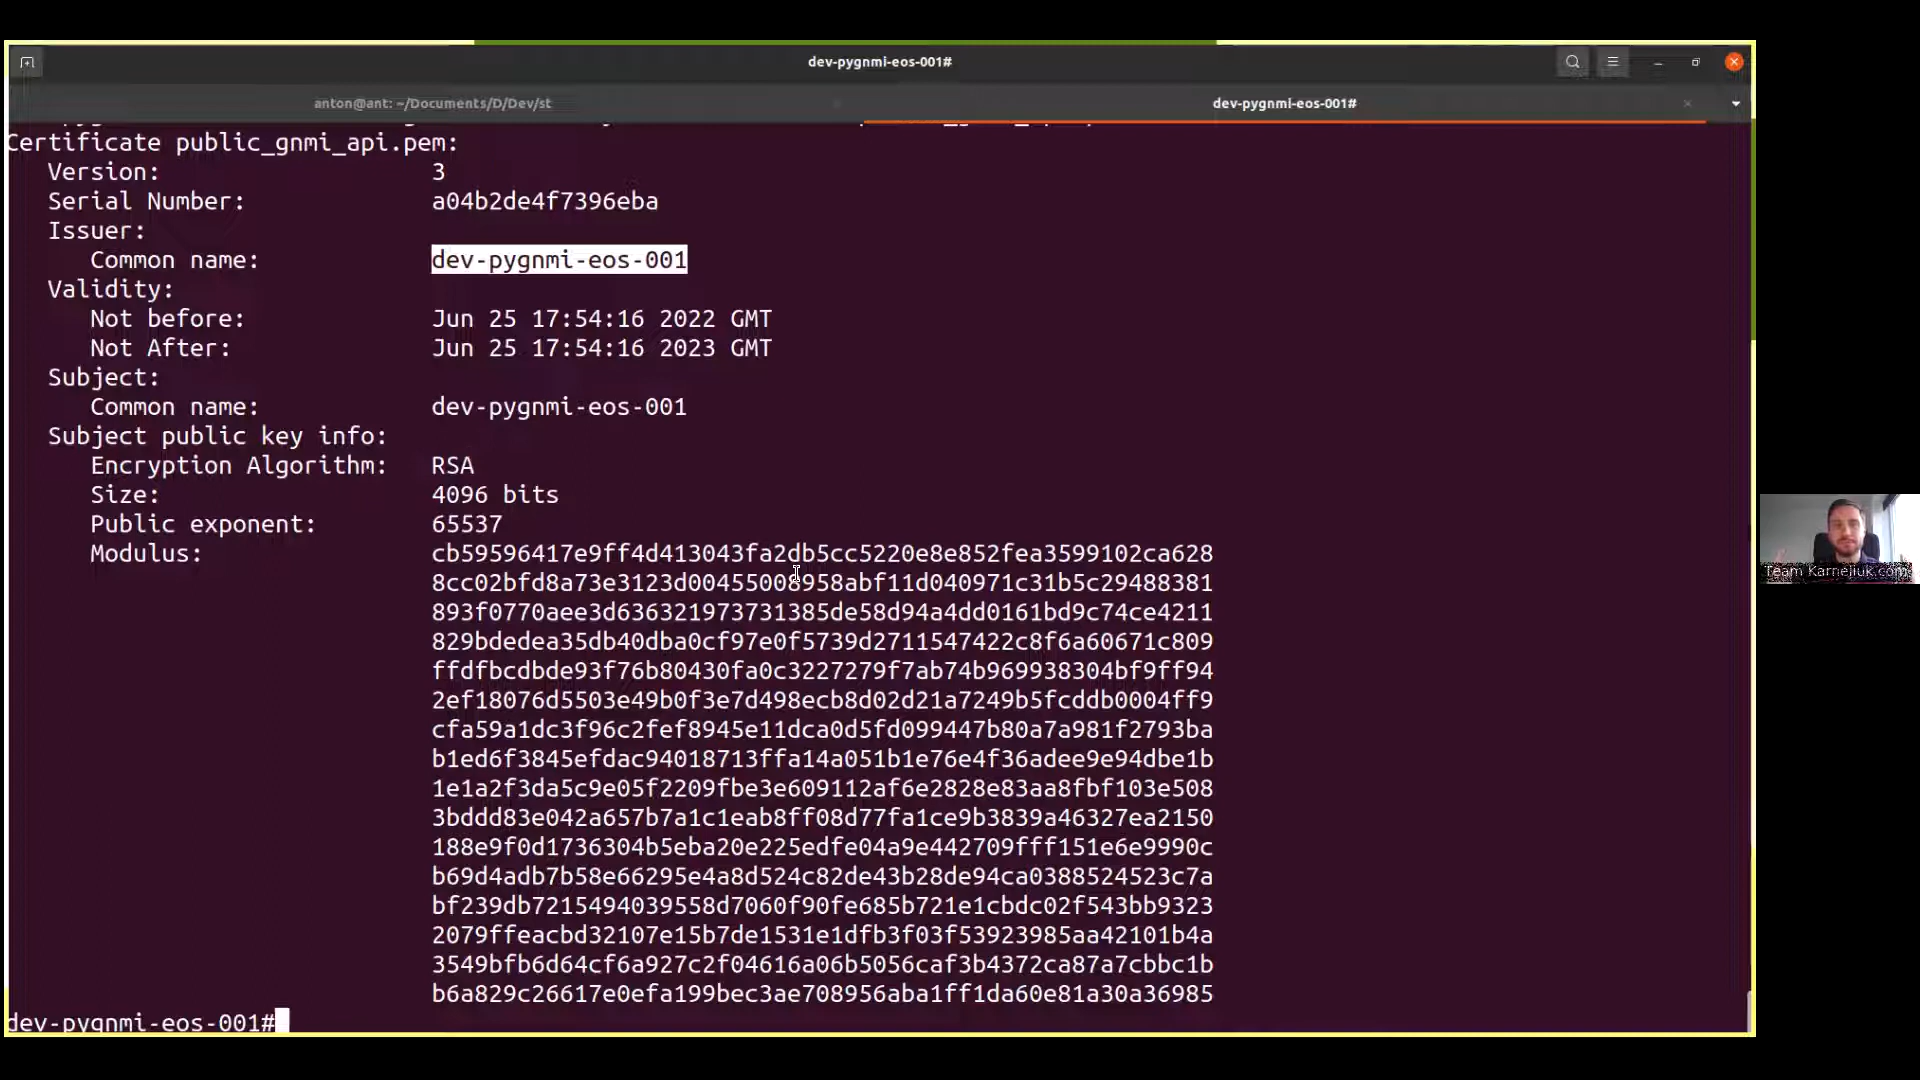 dev-pygnmi-eos-001#
anton@ant: ~/Documents/D/Dev/st
dev-pygnmi-eos-001#
Certificate public_gnmi_api.pem:
Version: 3
Serial Number: a04b2de4f7396eba
Issuer:
Common name: dev-pygnmi-eos-001
Validity:
Not before: Jun 25 17:54:16 2022 GMT
Not After: Jun 25 17:54:16 2023 GMT
Subject:
Common name: dev-pygnmi-eos-001
Subject public key info:
Encryption Algorithm: RSA
Size: 4096 bits
Public exponent: 65537
Modulus: cb59596417e9ff4d413043fa2db5cc5220e8e852fea3599102ca628
8cc02bfd8a73e3123d00455008958abf11d040971c31b5c29488381
893f0770aee3d636321973731385de58d94a4dd0161bd9c74ce4211
829bdedea35db40dba0cf97e0f5739d2711547422c8f6a60671c809
ffdfbcdbde93f76b80430fa0c3227279f7ab74b969938304bf9ff94
2ef18076d5503e49b0f3e7d498ecb8d02d21a7249b5fcddb0004ff9
cfa59a1dc3f96c2fef8945e11dca0d5fd099447b80a7a981f2793ba
b1ed6f3845efdac94018713ffa14a051b1e76e4f36adee9e94dbe1b
1e1a2f3da5c9e05f2209fbe3e609112af6e2828e83aa8fbf103e508
3bddd83e042a657b7a1c1eab8ff08d77fa1ce9b3839a46327ea2150
188e9f0d1736304b5eba20e225edfe04a9e442709fff151e6e9990c
b69d4adb7b58e66295e4a8d524c82de43b28de94ca0388524523c7a
bf239db7215494039558d7060f90fe685b721e1cbdc02f543bb9323
2079ffeacbd32107e15b7de1531e1dfb3f03f53923985aa42101b4a
3549bfb6d64cf6a927c2f04616a06b5056caf3b4372ca87a7cbbc1b
b6a829c26617e0efa199bec3ae708956aba1ff1da60e81a30a36985
dev-pygnmi-eos-001#
Team Karneliuk.com